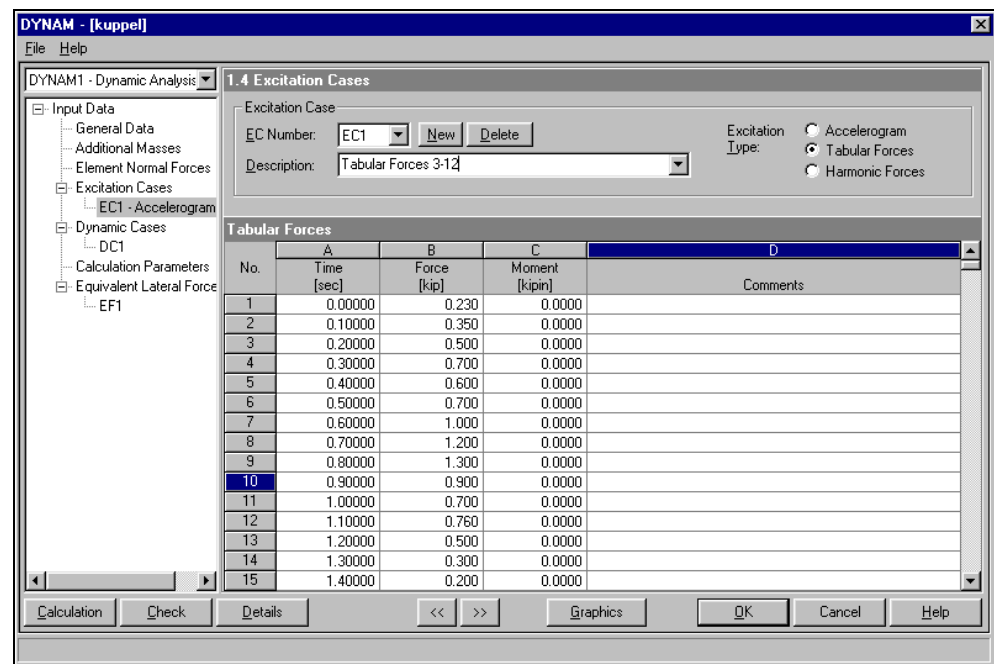 DYNAM - [kuppel]
File Help
DYNAM1 - Dynamic Analysis
Input Data
General Data
Additional Masses
Element Normal Forces
Excitation Cases
EC1 - Accelerogram
Dynamic Cases
DC1
Calculation Parameters
Equivalent Lateral Force
EF1
1.4 Excitation Cases
Excitation Case
EC Number: EC1 New Delete
Description: Tabular Forces 3-12
Excitation Type:
Accelerogram
Tabular Forces
Harmonic Forces
Tabular Forces
A B C D
No. Time [sec] Force [kip] Moment [kipin] Comments
1 0.00000 0.230 0.0000
2 0.10000 0.350 0.0000
3 0.20000 0.500 0.0000
4 0.30000 0.700 0.0000
5 0.40000 0.600 0.0000
6 0.50000 0.700 0.0000
7 0.60000 1.000 0.0000
8 0.70000 1.200 0.0000
9 0.80000 1.300 0.0000
10 0.90000 0.900 0.0000
11 1.00000 0.700 0.0000
12 1.10000 0.760 0.0000
13 1.20000 0.500 0.0000
14 1.30000 0.300 0.0000
15 1.40000 0.200 0.0000
Calculation Check Details << >> Graphics OK Cancel Help